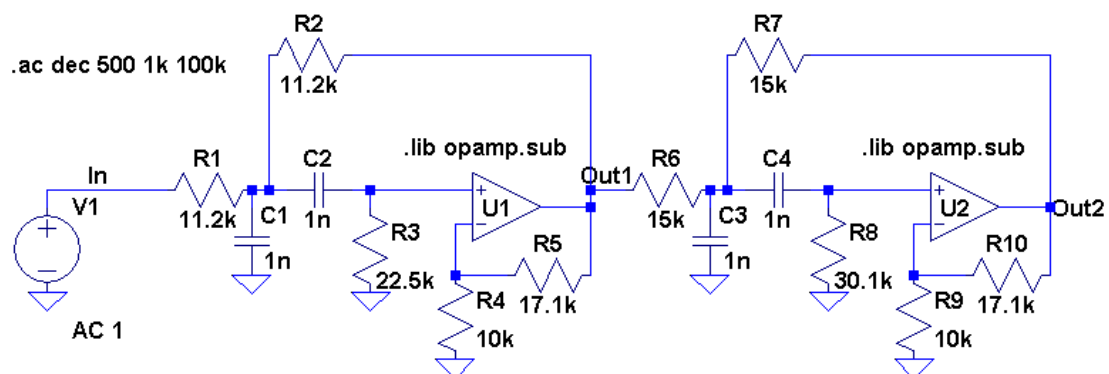 R2
R7
.ac dec 500 1k 100k
11.2k
15k
.lib opamp.sub
.lib opamp.sub
In
R1
C2
Out1
R6
C4
V1
11.2k
C1
1n
R3
U1
15k
C3
1n
R8
U2
Out2
1n
22.5k
R5
R4
17.1k
1n
30.1k
R10
R9
17.1k
AC 1
10k
10k